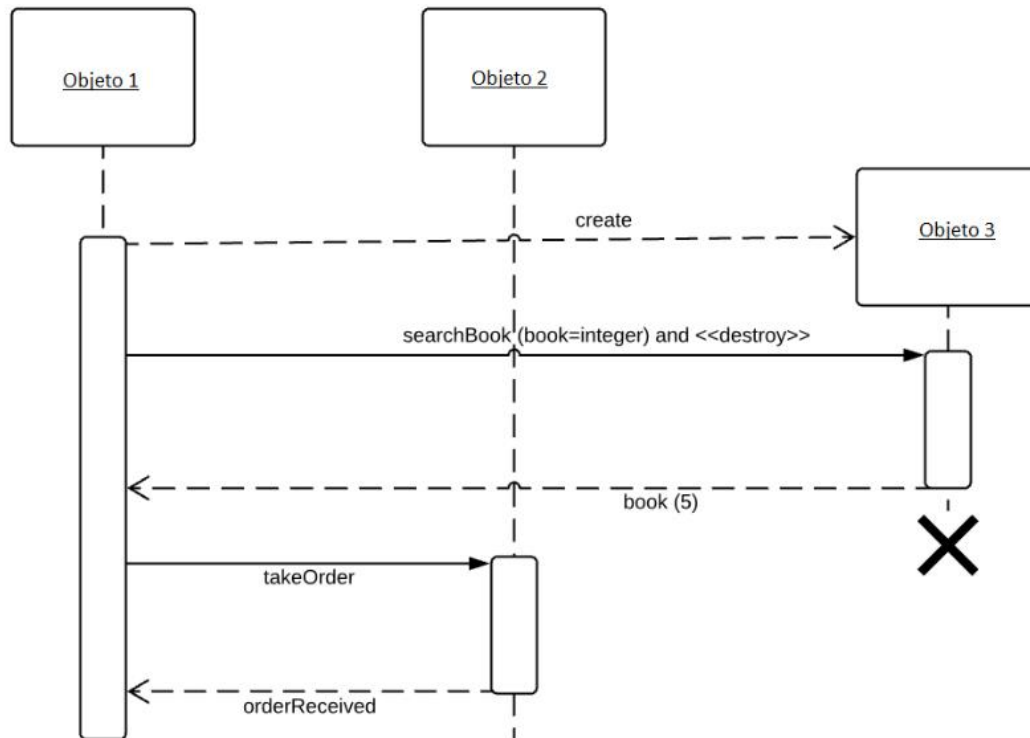 Objeto 1
Objeto 2
Objeto 3
create
searchBook (book=integer) and <<destroy>>
book (5)
takeOrder
orderReceived